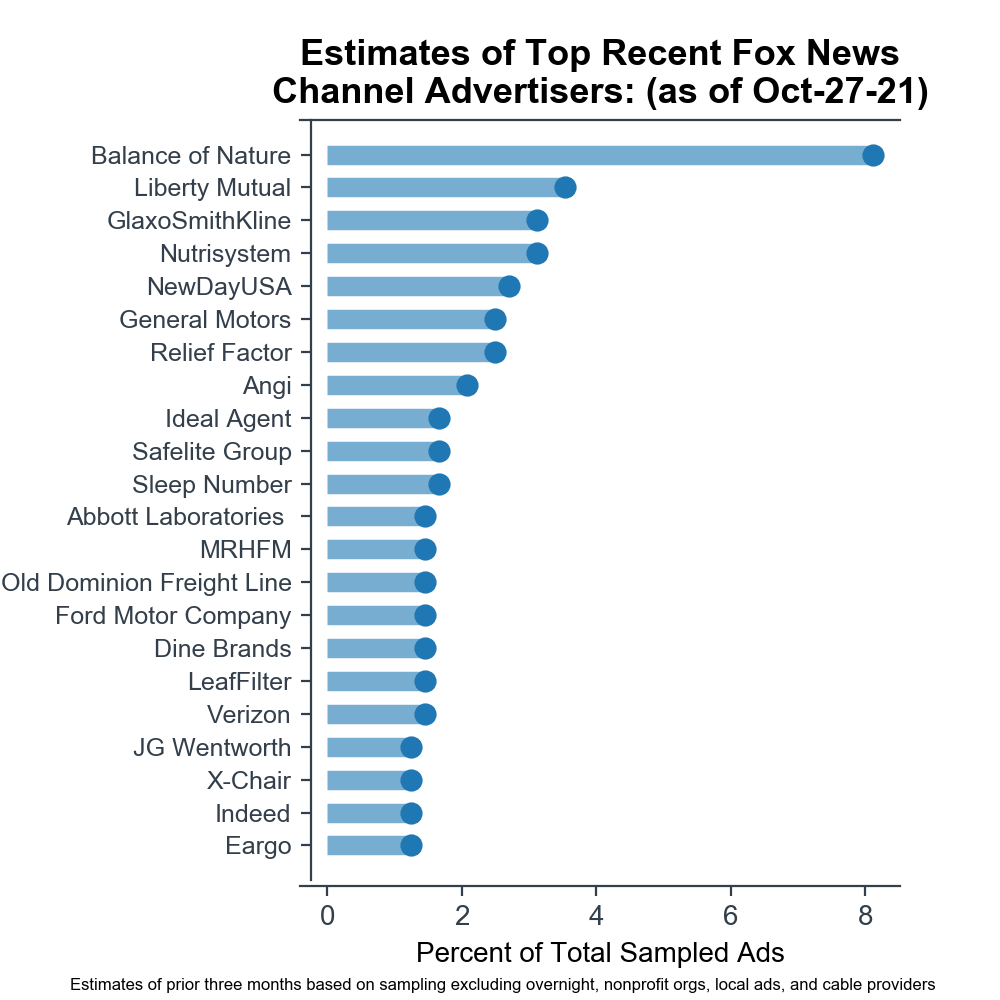 Estimates of Top Recent Fox News
Channel Advertisers: (as of Oct-27-21)
Balance of Nature
Liberty Mutual
GlaxoSmithKline
Nutrisystem
NewDayUSA
General Motors
Relief Factor
Angi
Ideal Agent
Safelite Group
Sleep Number
Abbott Laboratories
MRHFM
Old Dominion Freight Line
Ford Motor Company
Dine Brands
LeafFilter
Verizon
JG Wentworth
X-Chair
Indeed
Eargo
0 2 4 6 8
Percent of Total Sampled Ads
Estimates of prior three months based on sampling excluding overnight, nonprofit orgs, local ads, and cable providers